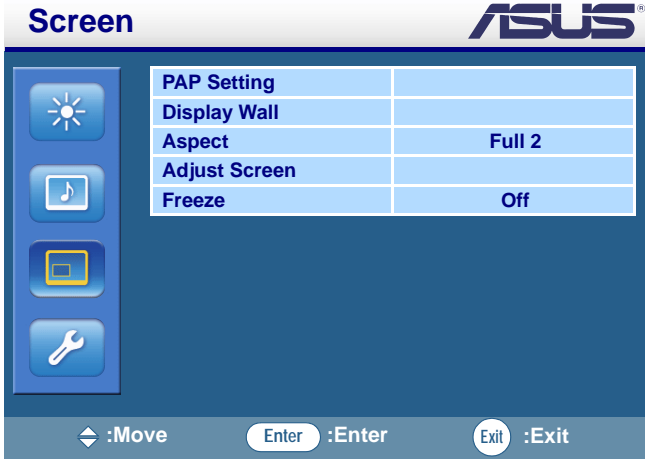 Screen
ASUS®
PAP Setting
Display Wall
Aspect Full 2
Adjust Screen
Freeze Off
:Move Enter :Enter Exit :Exit